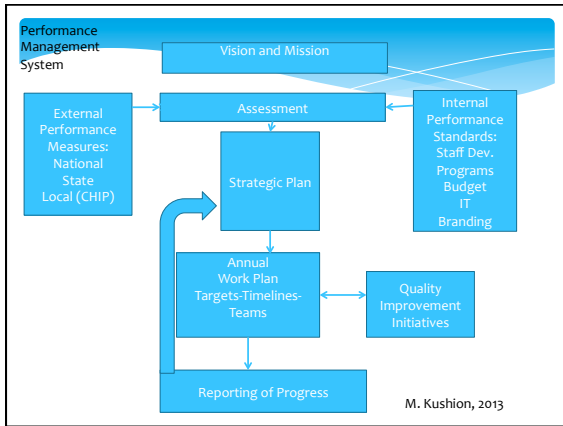 Performance
Management
System
Vision and Mission
External
Performance
Measures:
National
State
Local (CHIP)
Assessment
Internal
Performance
Standards:
Staff Dev.
Programs
Budget
IT
Branding
Strategic Plan
Annual
Work Plan
Targets-Timelines-
Teams
Quality
Improvement
Initiatives
Reporting of Progress
M. Kushion, 2013